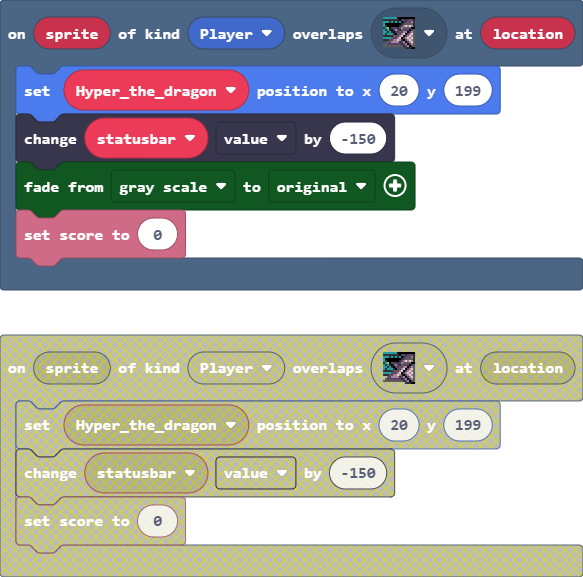 on sprite of kind Player overlaps at location
set Hyper_the_dragon position to x 20 y 199
change statusbar value by -150
fade from gray scale to original
set score to 0
on sprite of kind Player overlaps at location
set Hyper_the_dragon position to x 20 y 199
change statusbar value by -150
set score to 0